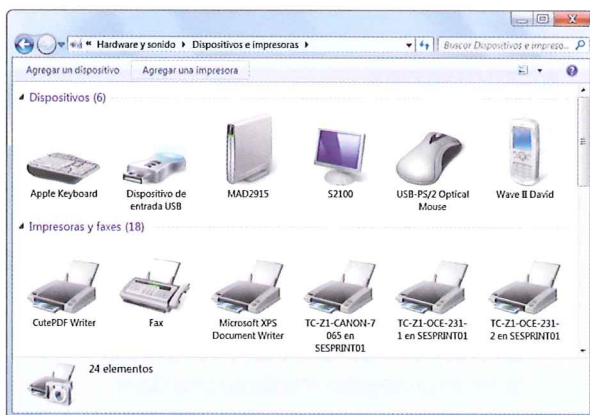 « Hardware y sonido ▸ Dispositivos e impresoras ▸
Buscar Dispositivos e impreso...
Agregar un dispositivo
Agregar una impresora
Dispositivos (6)
Apple Keyboard
Dispositivo de
entrada USB
MAD2915
S2100
USB-PS/2 Optical
Mouse
Wave II David
Impresoras y faxes (18)
CutePDF Writer
Fax
Microsoft XPS
Document Writer
TC-Z1-CANON-7
065 en
SESPRINT01
TC-Z1-OCE-231-
1 en SESPRINT01
TC-Z1-OCE-231-
2 en SESPRINT01
24 elementos